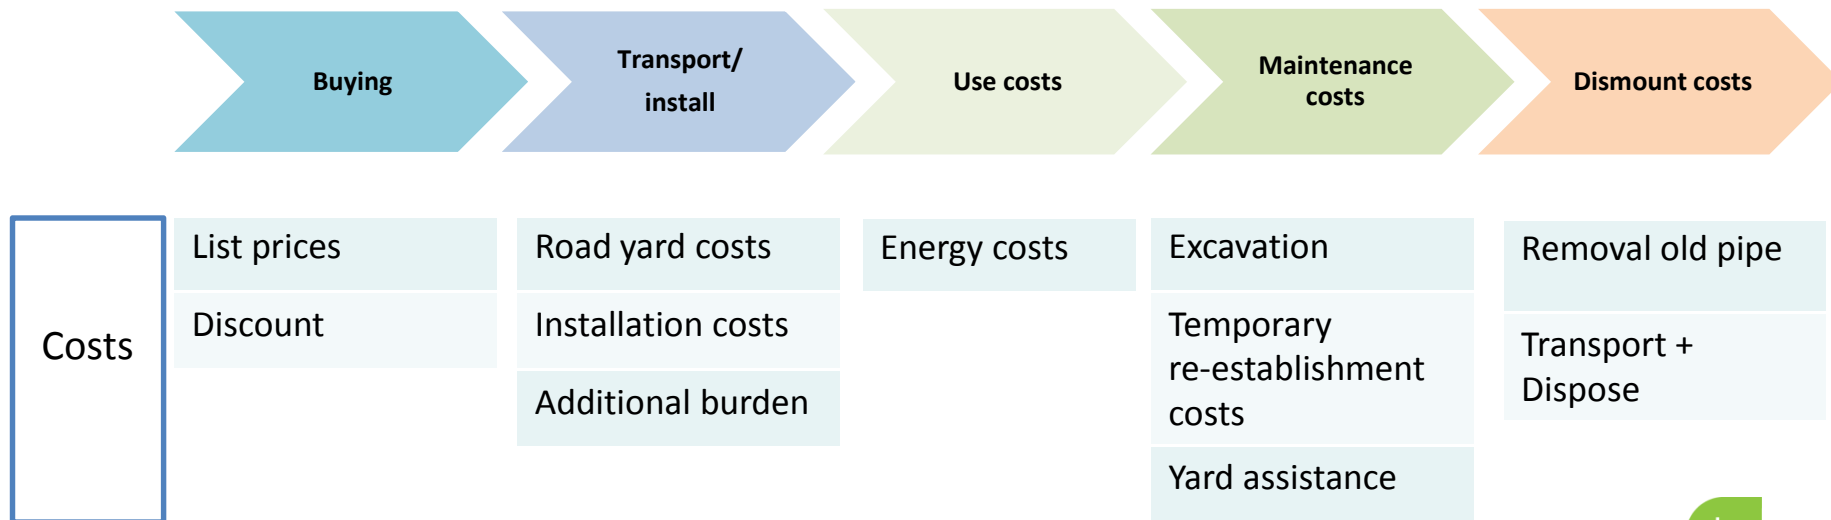 Buying
Transport/
install
Use costs
Maintenance
costs
Dismount costs
Costs
List prices
Discount
Road yard costs
Installation costs
Additional burden
Energy costs
Excavation
Temporary
re-establishment
costs
Yard assistance
Removal old pipe
Transport +
Dispose